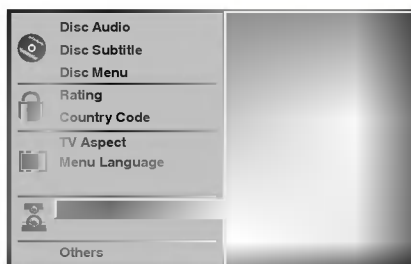 Disc Audio
Disc Subtitle
Disc Menu
Rating
Country Code
TV Aspect
Menu Language
Others